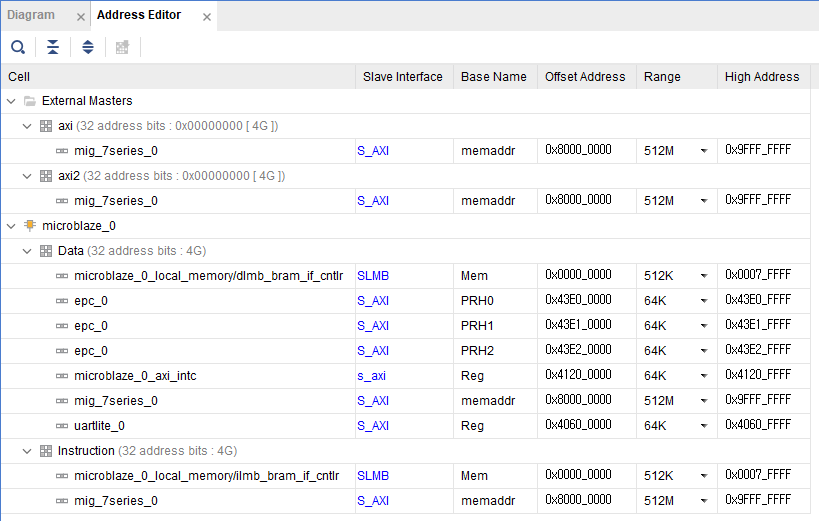 Diagram Address Editor
Cell Slave Interface Base Name Offset Address Range High Address
External Masters
axi (32 address bits : 0x00000000 [ 4G ])
mig_7series_0 S_AXI memaddr 0x8000_0000 512M 0x9FFF_FFFF
axi2 (32 address bits : 0x00000000 [ 4G ])
mig_7series_0 S_AXI memaddr 0x8000_0000 512M 0x9FFF_FFFF
microblaze_0
Data (32 address bits : 4G)
microblaze_0_local_memory/dlmb_bram_if_cntlr SLMB Mem 0x0000_0000 512K 0x0007_FFFF
epc_0 S_AXI PRH0 0x43E0_0000 64K 0x43E0_FFFF
epc_0 S_AXI PRH1 0x43E1_0000 64K 0x43E1_FFFF
epc_0 S_AXI PRH2 0x43E2_0000 64K 0x43E2_FFFF
microblaze_0_axi_intc s_axi Reg 0x4120_0000 64K 0x4120_FFFF
mig_7series_0 S_AXI memaddr 0x8000_0000 512M 0x9FFF_FFFF
uartlite_0 S_AXI Reg 0x4060_0000 64K 0x4060_FFFF
Instruction (32 address bits : 4G)
microblaze_0_local_memory/ilmb_bram_if_cntlr SLMB Mem 0x0000_0000 512K 0x0007_FFFF
mig_7series_0 S_AXI memaddr 0x8000_0000 512M 0x9FFF_FFFF